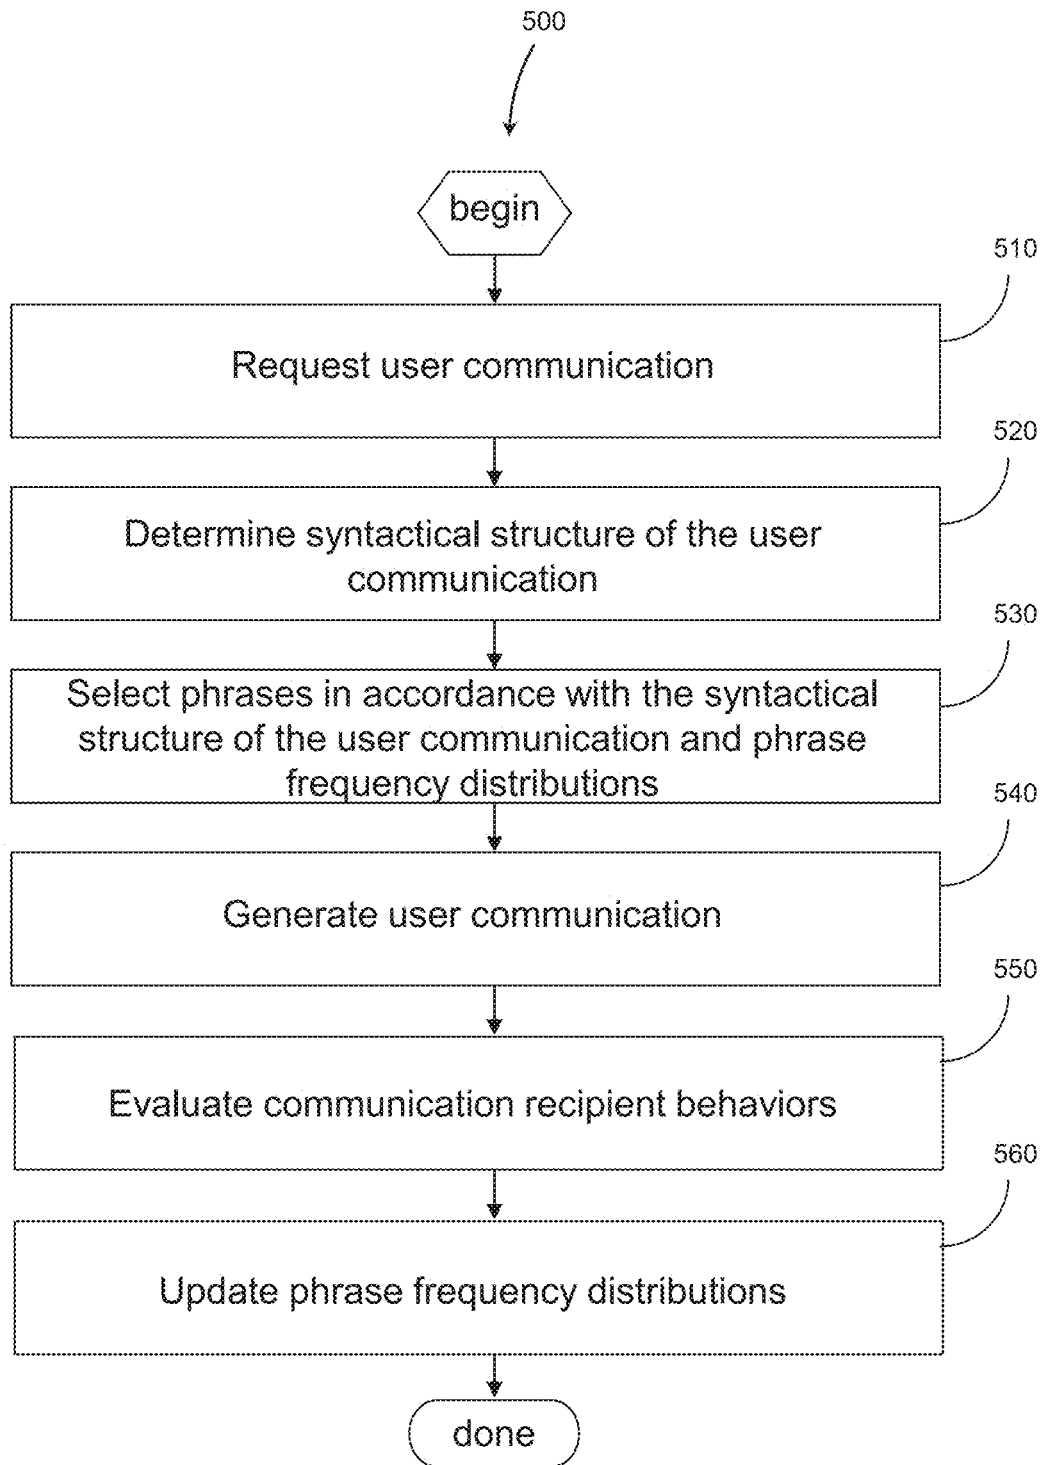 500
begin
510
Request user communication
520
Determine syntactical structure of the user
communication
530
Select phrases in accordance with the syntactical
structure of the user communication and phrase
frequency distributions
540
Generate user communication
550
Evaluate communication recipient behaviors
560
Update phrase frequency distributions
done